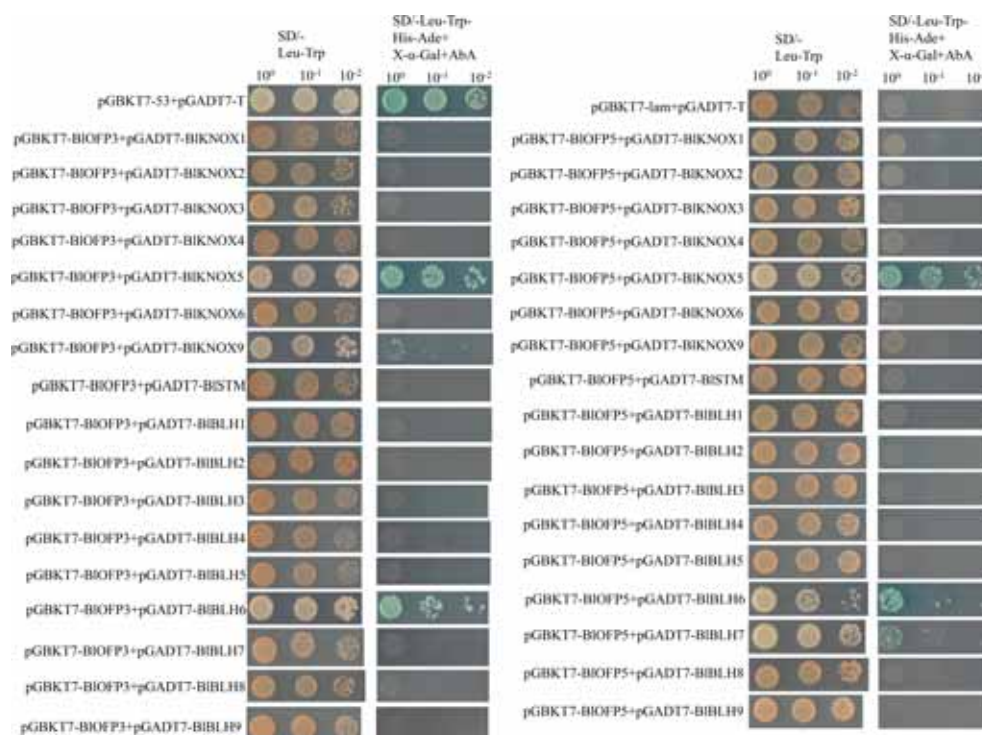 SD/-
Leu-Trp
SD/-Leu-Trp-
His-Ade+
X-α-Gal+AbA
10⁰ 10⁻¹ 10⁻² 10⁰ 10⁻¹ 10⁻²
pGBKT7-53+pGADT7-T
pGBKT7-BlOFP3+pGADT7-BlKNOX1
pGBKT7-BlOFP3+pGADT7-BlKNOX2
pGBKT7-BlOFP3+pGADT7-BlKNOX3
pGBKT7-BlOFP3+pGADT7-BlKNOX4
pGBKT7-BlOFP3+pGADT7-BlKNOX5
pGBKT7-BlOFP3+pGADT7-BlKNOX6
pGBKT7-BlOFP3+pGADT7-BlKNOX9
pGBKT7-BlOFP3+pGADT7-BlSTM
pGBKT7-BlOFP3+pGADT7-BlBLH1
pGBKT7-BlOFP3+pGADT7-BlBLH2
pGBKT7-BlOFP3+pGADT7-BlBLH3
pGBKT7-BlOFP3+pGADT7-BlBLH4
pGBKT7-BlOFP3+pGADT7-BlBLH5
pGBKT7-BlOFP3+pGADT7-BlBLH6
pGBKT7-BlOFP3+pGADT7-BlBLH7
pGBKT7-BlOFP3+pGADT7-BlBLH8
pGBKT7-BlOFP3+pGADT7-BlBLH9
SD/-
Leu-Trp
SD/-Leu-Trp-
His-Ade+
X-α-Gal+AbA
10⁰ 10⁻¹ 10⁻² 10⁰ 10⁻¹
pGBKT7-lam+pGADT7-T
pGBKT7-BlOFP5+pGADT7-BlKNOX1
pGBKT7-BlOFP5+pGADT7-BlKNOX2
pGBKT7-BlOFP5+pGADT7-BlKNOX3
pGBKT7-BlOFP5+pGADT7-BlKNOX4
pGBKT7-BlOFP5+pGADT7-BlKNOX5
pGBKT7-BlOFP5+pGADT7-BlKNOX6
pGBKT7-BlOFP5+pGADT7-BlKNOX9
pGBKT7-BlOFP5+pGADT7-BlSTM
pGBKT7-BlOFP5+pGADT7-BlBLH1
pGBKT7-BlOFP5+pGADT7-BlBLH2
pGBKT7-BlOFP5+pGADT7-BlBLH3
pGBKT7-BlOFP5+pGADT7-BlBLH4
pGBKT7-BlOFP5+pGADT7-BlBLH5
pGBKT7-BlOFP5+pGADT7-BlBLH6
pGBKT7-BlOFP5+pGADT7-BlBLH7
pGBKT7-BlOFP5+pGADT7-BlBLH8
pGBKT7-BlOFP5+pGADT7-BlBLH9